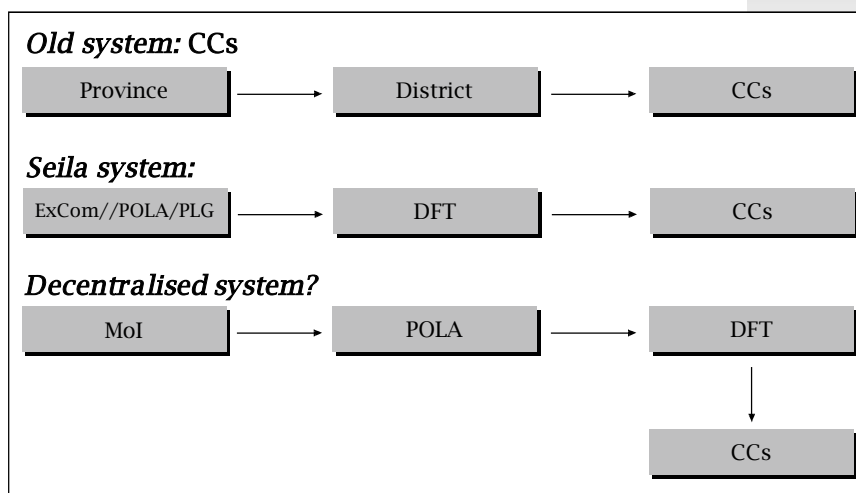 Old system: CCs
Province District CCs
Seila system:
ExCom//POLA/PLG DFT CCs
Decentralised system?
MoI POLA DFT
CCs